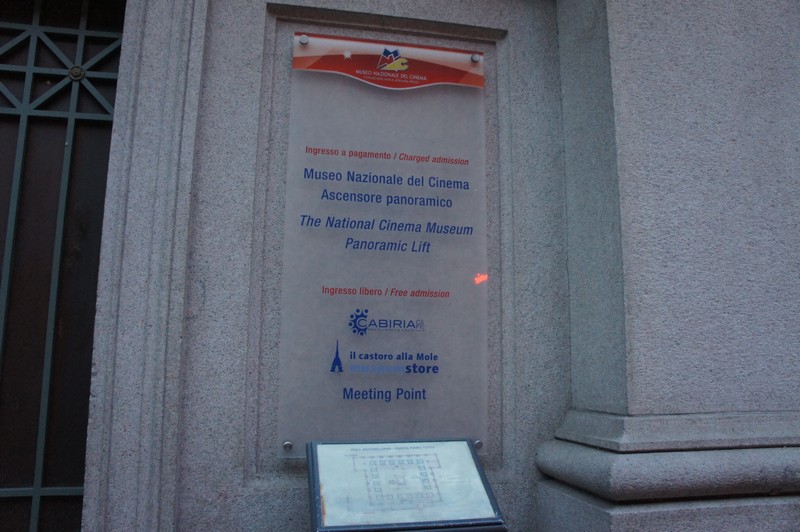 MUSEO NAZIONALE DEL CINEMA
Ingresso a pagamento / Charged admission
Museo Nazionale del Cinema
Ascensore panoramico
The National Cinema Museum
Panoramic Lift
Ingresso libero / Free admission
CABIRIA
il castoro alla Mole
museumstore
Meeting Point